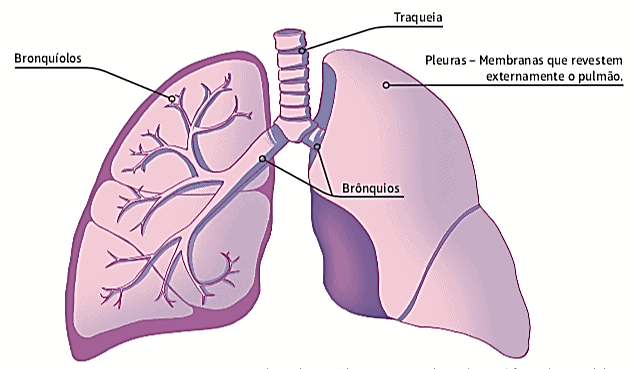 Traqueia
Bronquíolos
Pleuras – Membranas que revestem
externamente o pulmão.
Brônquios